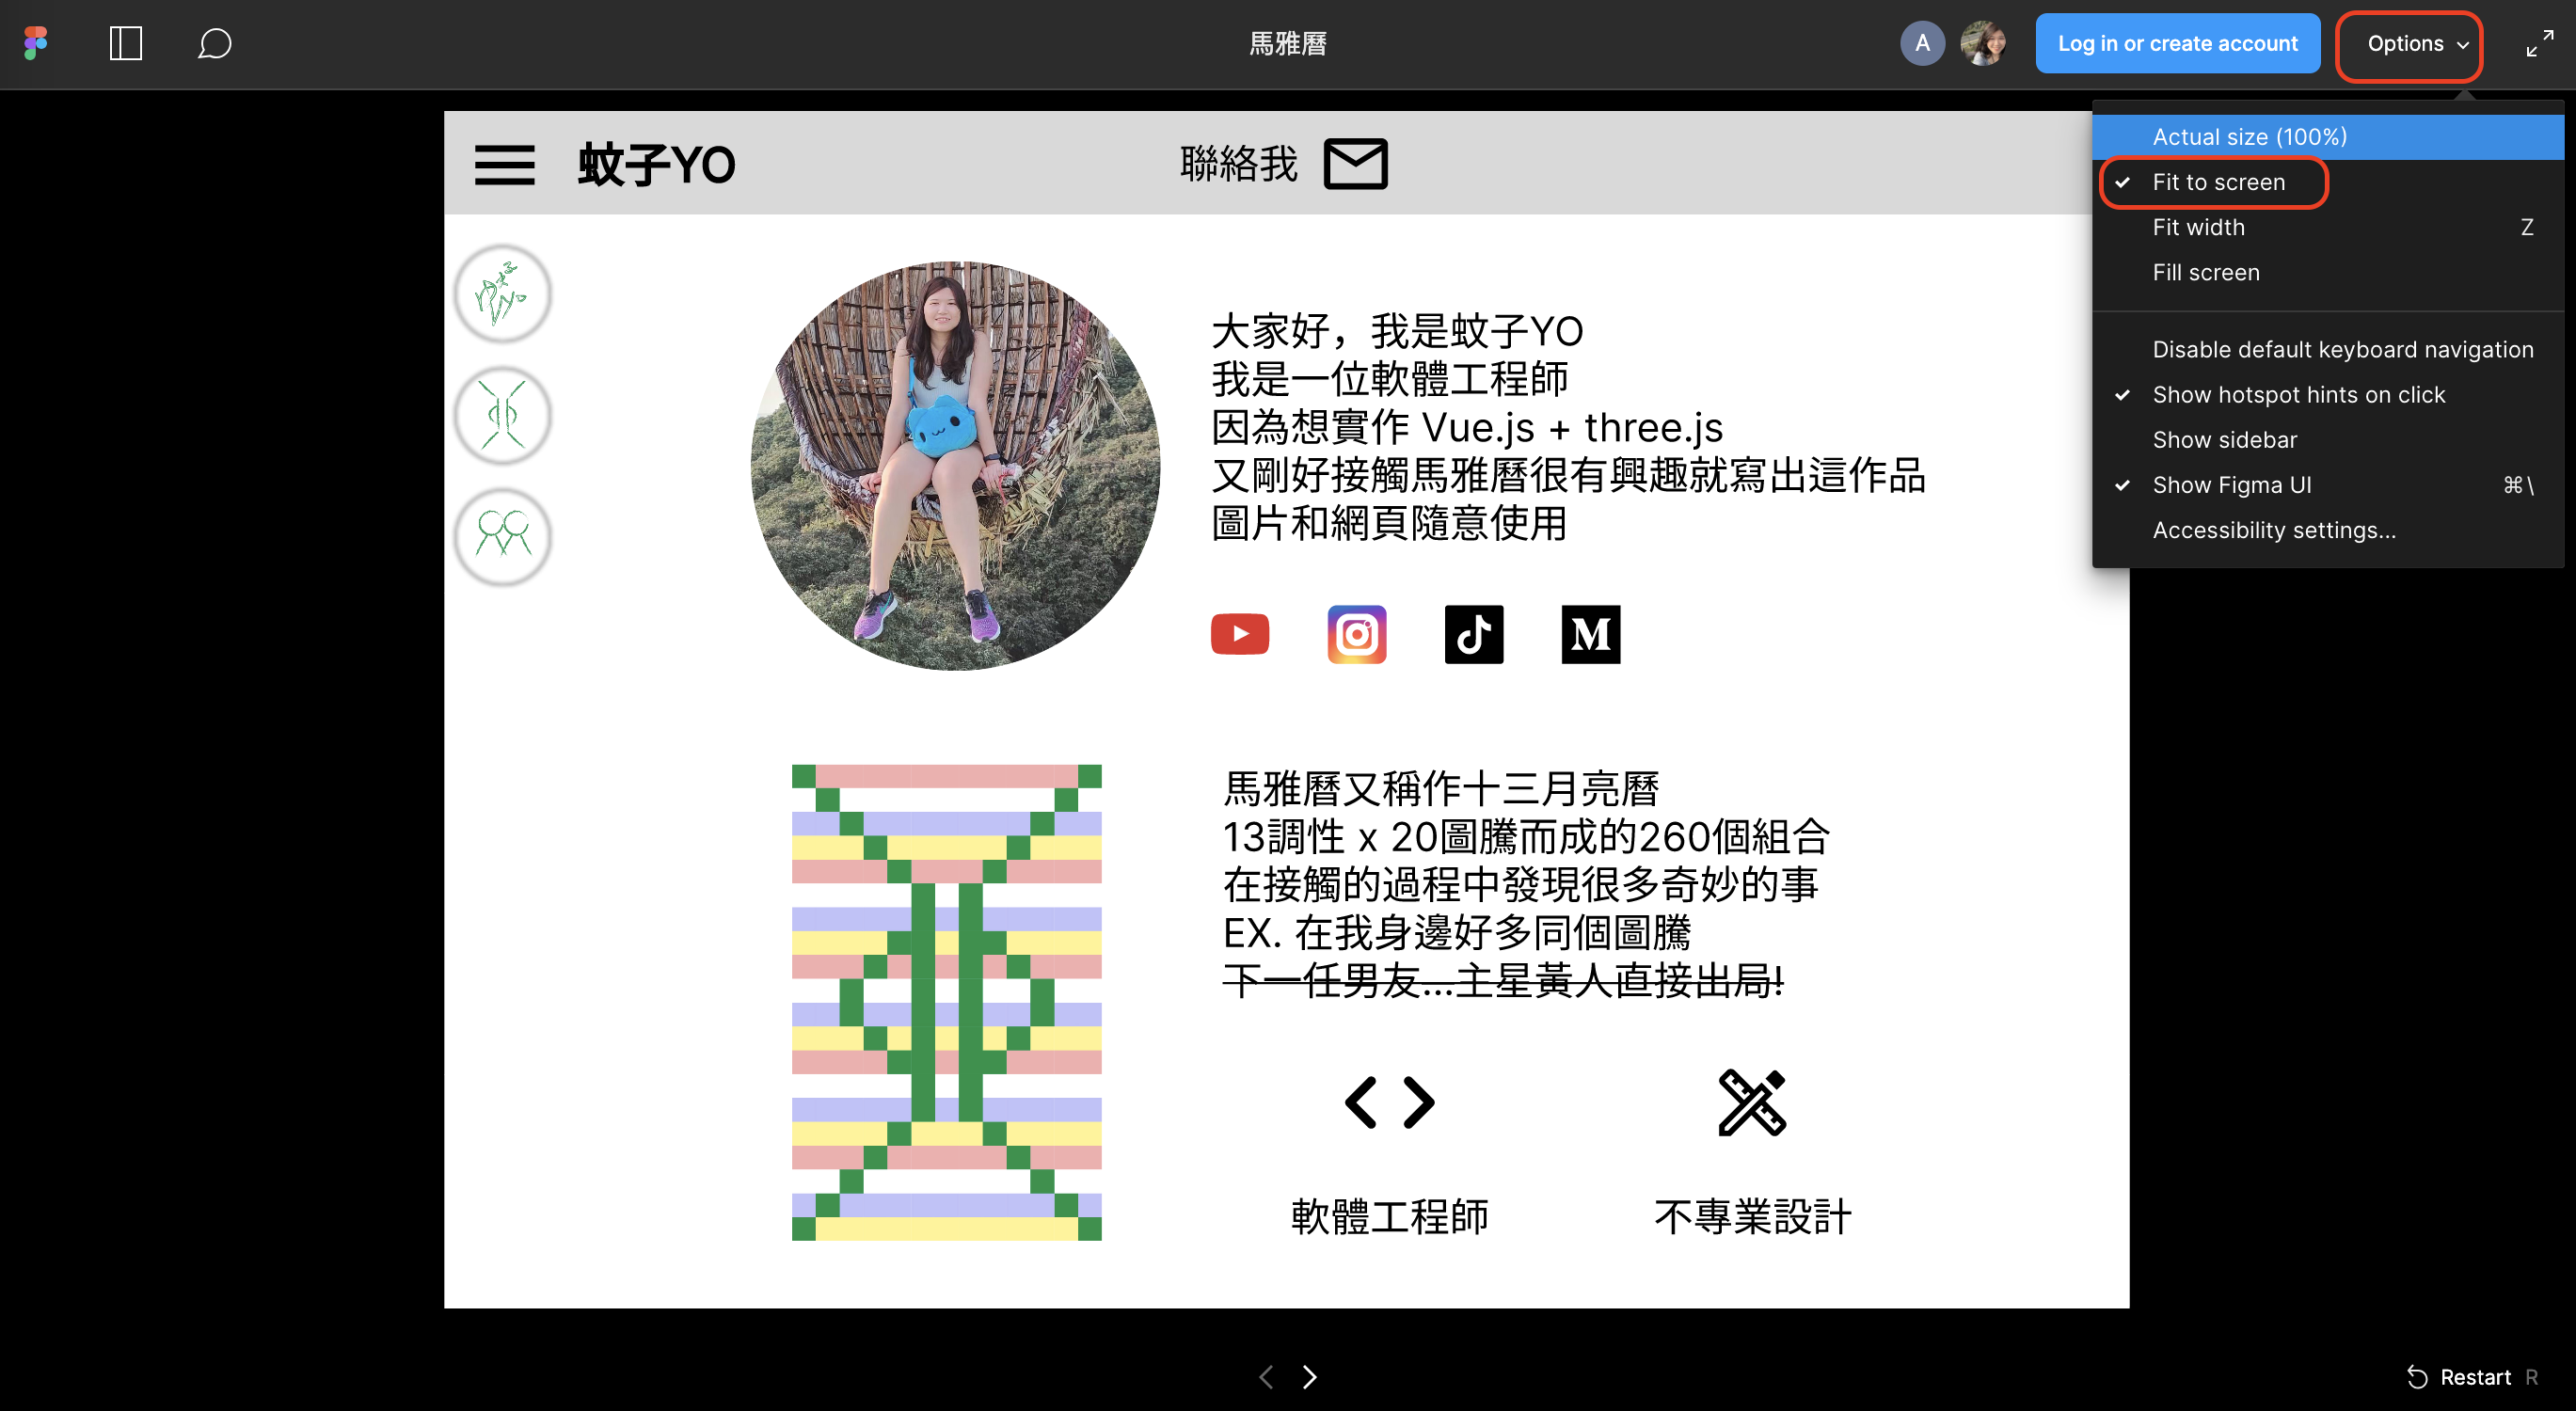 馬雅曆
A
Log in or create account
Options
Actual size (100%)
Fit to screen
Fit width Z
Fill screen
Disable default keyboard navigation
Show hotspot hints on click
Show sidebar
Show Figma UI ⌘\
Accessibility settings...
蚊子YO
聯絡我
大家好，我是蚊子YO
我是一位軟體工程師
因為想實作 Vue.js + three.js
又剛好接觸馬雅曆很有興趣就寫出這作品
圖片和網頁隨意使用
M
馬雅曆又稱作十三月亮曆
13調性 x 20圖騰而成的260個組合
在接觸的過程中發現很多奇妙的事
EX. 在我身邊好多同個圖騰
下一任男友...主星黃人直接出局!
軟體工程師
不專業設計
Restart R